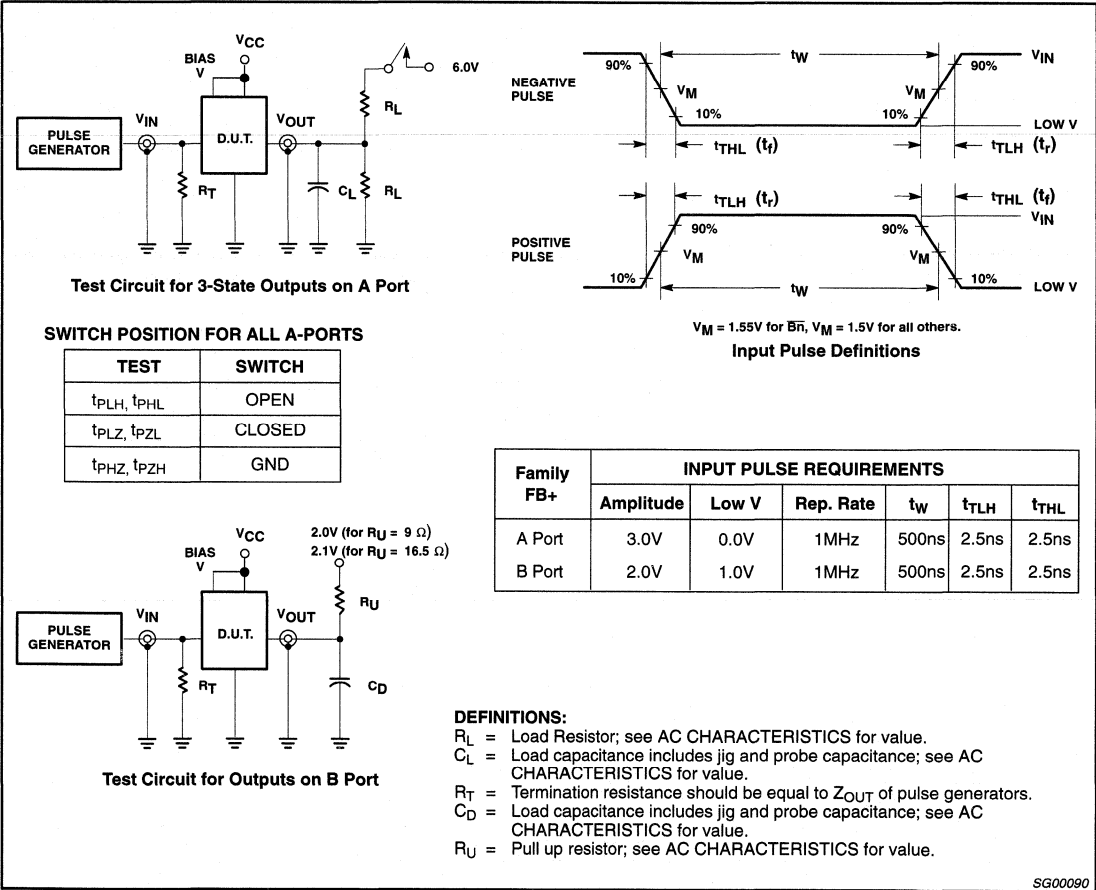 VCC
BIAS V
6.0V
RL
PULSE GENERATOR
VIN
D.U.T.
VOUT
RT
CL
RL
Test Circuit for 3-State Outputs on A Port
NEGATIVE PULSE
90%
tW
90%
VIN
VM
VM
10%
10%
LOW V
tTHL (tf)
tTLH (tr)
tTLH (tr)
tTHL (tf)
VIN
POSITIVE PULSE
90%
90%
VM
VM
10%
tW
10%
LOW V
VM = 1.55V for B̅n̅, VM = 1.5V for all others.
Input Pulse Definitions
SWITCH POSITION FOR ALL A-PORTS
TEST SWITCH
tPLH, tPHL OPEN
tPLZ, tPZL CLOSED
tPHZ, tPZH GND
Family FB+
INPUT PULSE REQUIREMENTS
Amplitude Low V Rep. Rate tW tTLH tTHL
A Port 3.0V 0.0V 1MHz 500ns 2.5ns 2.5ns
B Port 2.0V 1.0V 1MHz 500ns 2.5ns 2.5ns
2.0V (for RU = 9 Ω)
2.1V (for RU = 16.5 Ω)
VCC
BIAS V
RU
PULSE GENERATOR
VIN
D.U.T.
VOUT
RT
CD
Test Circuit for Outputs on B Port
DEFINITIONS:
RL = Load Resistor; see AC CHARACTERISTICS for value.
CL = Load capacitance includes jig and probe capacitance; see AC
CHARACTERISTICS for value.
RT = Termination resistance should be equal to ZOUT of pulse generators.
CD = Load capacitance includes jig and probe capacitance; see AC
CHARACTERISTICS for value.
RU = Pull up resistor; see AC CHARACTERISTICS for value.
SG00090